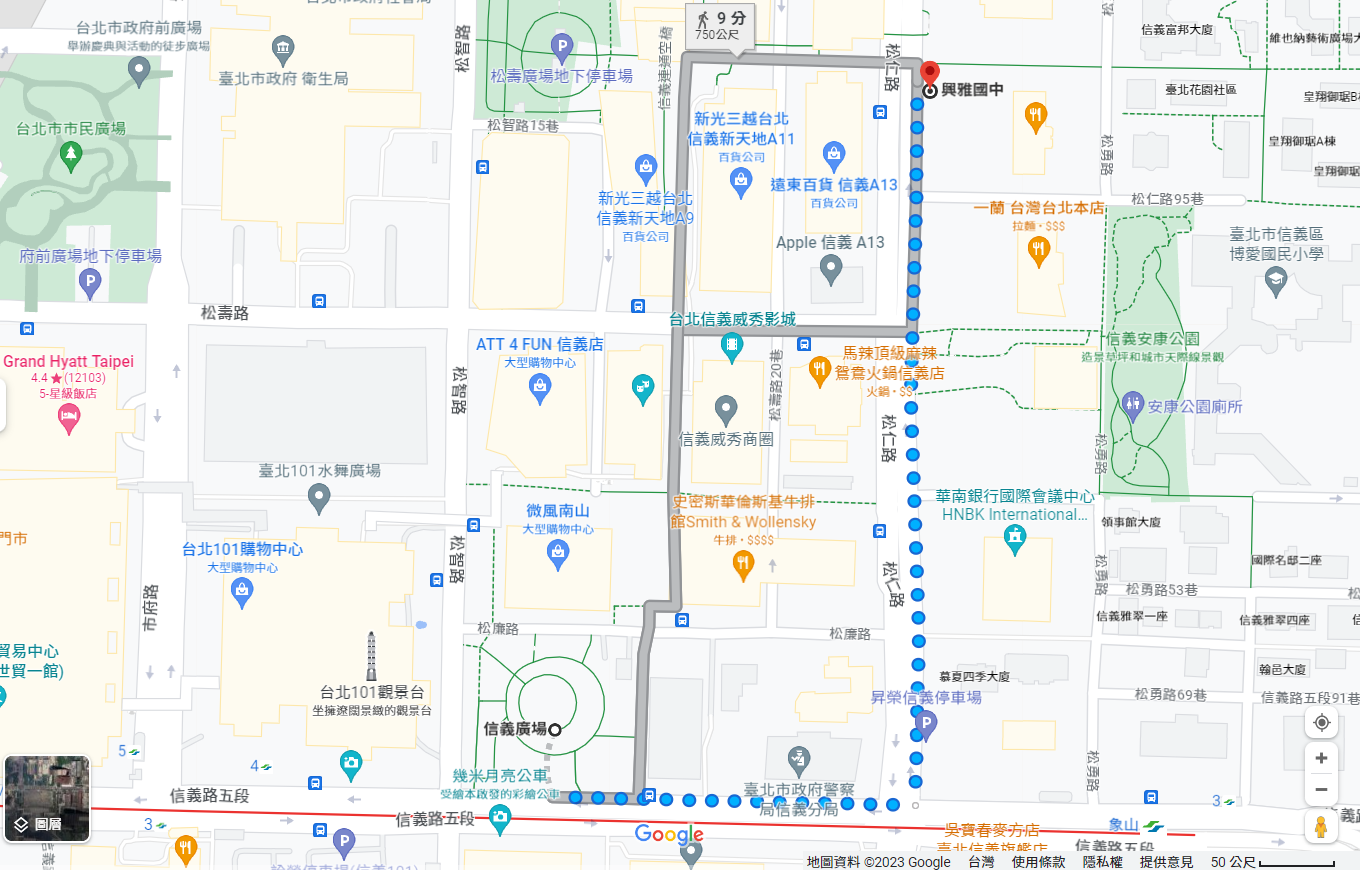 台北市政府前廣場
舉辦慶典與活動的徒步廣場
臺北市政府 衛生局
松智路
松壽廣場地下停車場
信義連通空橋
9 分
750公尺
松仁路
興雅國中
信義富邦大廈
維也納藝術廣場大
臺北花園社區
皇翔御琚B棟
皇翔御琚A棟
皇翔御琚
台北市市民廣場
松智路15巷
新光三越台北
信義新天地A11
百貨公司
遠東百貨 信義A13
百貨公司
新光三越台北
信義新天地A9
百貨公司
松勇路
松仁路95巷
一蘭 台灣台北本店
拉麵・$$$
Apple 信義 A13
府前廣場地下停車場
臺北市信義區
博愛國民小學
松壽路
台北信義威秀影城
信義安康公園
造景草坪和城市天際線景觀
Grand Hyatt Taipei
4.4★(12103)
5-星級飯店
ATT 4 FUN 信義店
大型購物中心
松壽路20巷
馬辣頂級麻辣
鴛鴦火鍋信義店
火鍋・$$
松智路
信義威秀商圈
松仁路
安康公園廁所
松勇路
臺北101水舞廣場
微風南山
大型購物中心
史密斯華倫斯基牛排
館Smith & Wollensky
牛排・$$$$
華南銀行國際會議中心
HNBK International...
領事館大廈
門市
台北101購物中心
大型購物中心
松智路
松仁路
松勇路
國際名邸二座
松勇路53巷
市府路
松廉路
松廉路
信義雅翠一座
信義雅翠四座
貿易中心
世貿一館)
台北101觀景台
坐擁遼闊景緻的觀景台
慕夏四季大廈
翰邑大廈
昇榮信義停車場
松勇路69巷
信義路五段91巷
信義廣場
5
4
幾米月亮公車
受繪本啟發的彩繪公車
臺北市政府警察
局信義分局
松勇路
信義路五段
3
信義路五段
3
象山
圖層
Google
吳寶春麥方店
信義路五段
地圖資料 ©2023 Google
台灣
使用條款
隱私權
提供意見
50 公尺